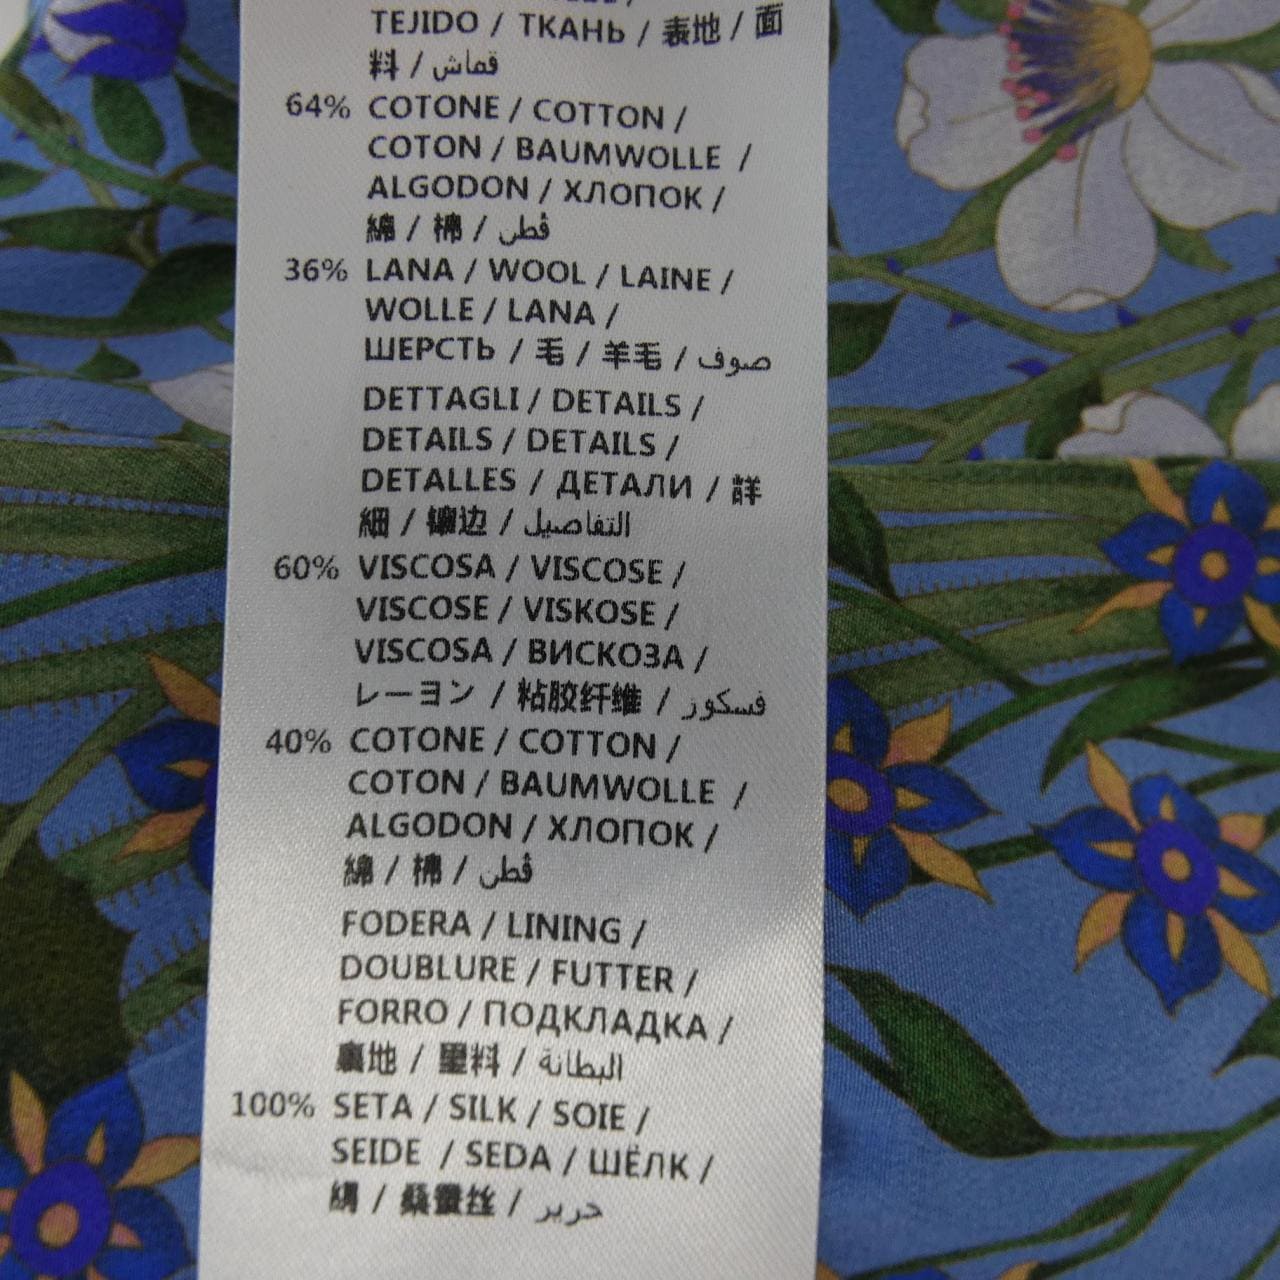 TEJIDO / ТКАНЬ / 表地 / 面
料 / قماش
64% COTONE / COTTON /
COTON / BAUMWOLLE /
ALGODON / ХЛОПОК /
綿 / 棉 / قطن
36% LANA / WOOL / LAINE /
WOLLE / LANA /
ШЕРСТЬ / 毛 / 羊毛 / صوف
DETTAGLI / DETAILS /
DETAILS / DETAILS /
DETALLES / ДЕТАЛИ / 詳
細 / 镶边 / التفاصيل
60% VISCOSA / VISCOSE /
VISCOSE / VISKOSE /
VISCOSA / ВИСКОЗА /
レーヨン / 粘胶纤维 / فسكوز
40% COTONE / COTTON /
COTON / BAUMWOLLE /
ALGODON / ХЛОПОК /
綿 / 棉 / قطن
FODERA / LINING /
DOUBLURE / FUTTER /
FORRO / ПОДКЛАДКА /
裏地 / 里料 / البطانة
100% SETA / SILK / SOIE /
SEIDE / SEDA / ШЁЛК /
絹 / 桑蚕丝 / حرير